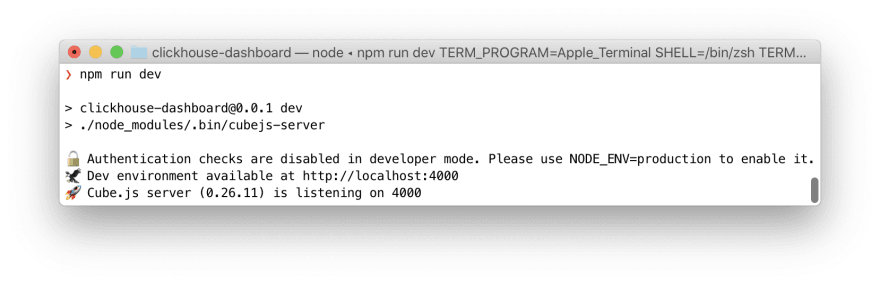 clickhouse-dashboard — node ◂ npm run dev TERM_PROGRAM=Apple_Terminal SHELL=/bin/zsh TERM...
❯ npm run dev
> clickhouse-dashboard@0.0.1 dev
> ./node_modules/.bin/cubejs-server
🔓 Authentication checks are disabled in developer mode. Please use NODE_ENV=production to enable it.
🦅 Dev environment available at http://localhost:4000
🚀 Cube.js server (0.26.11) is listening on 4000